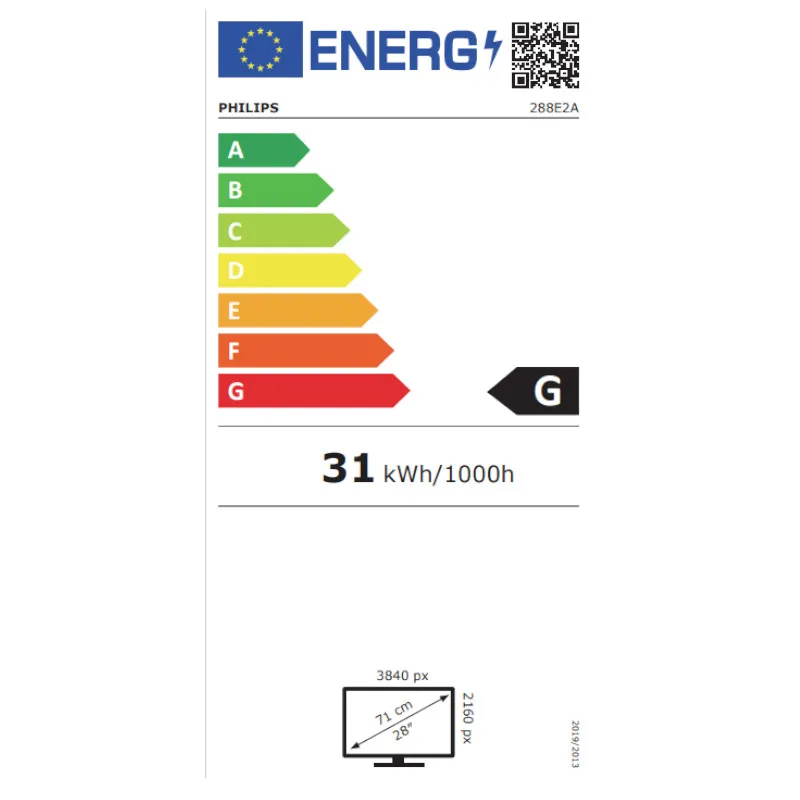 ENERG
PHILIPS 288E2A
A
B
C
D
E
F
G
G
31 kWh/1000h
3840 px
71 cm
28″
2160 px
2019/2013